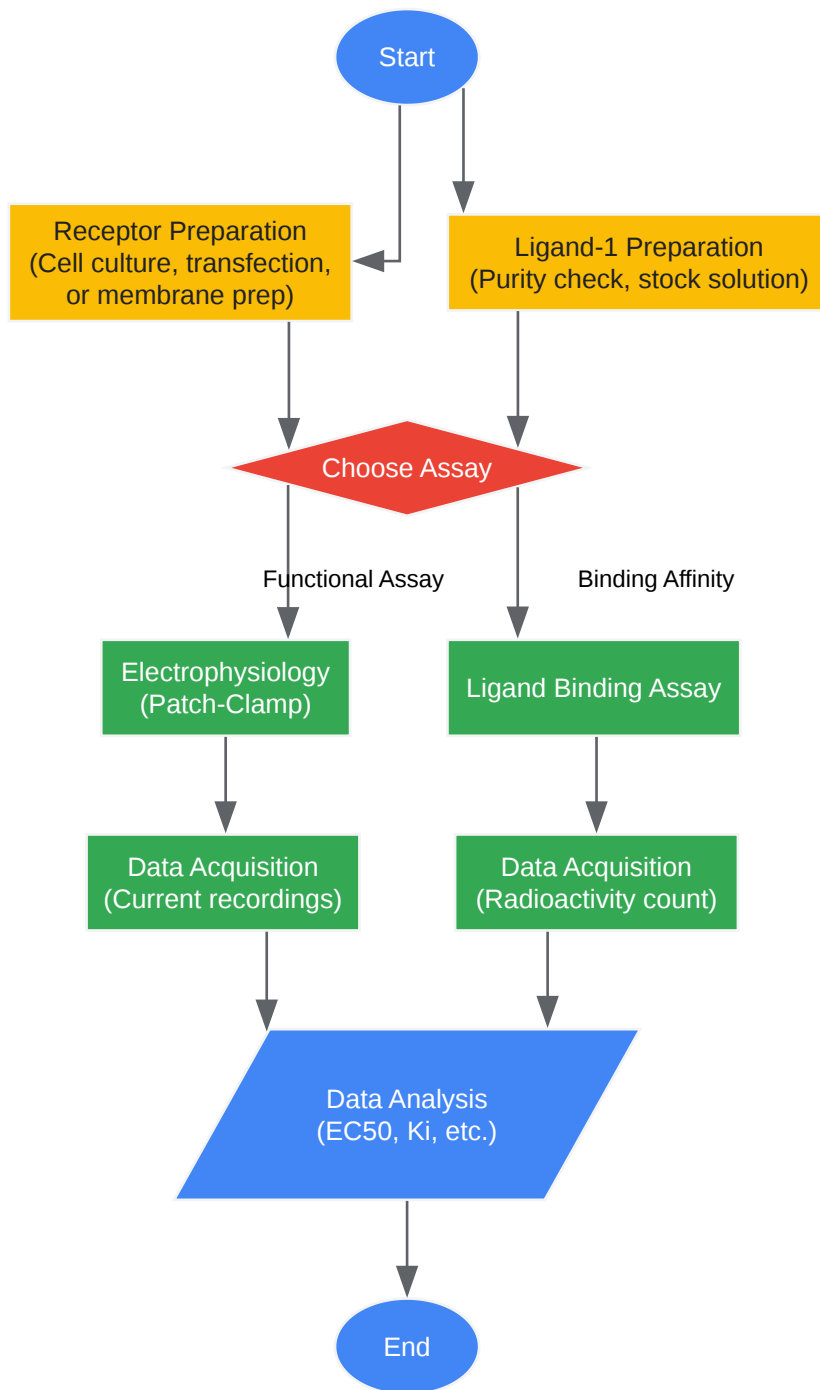 Start
Receptor Preparation
(Cell culture, transfection,
or membrane prep)
Ligand-1 Preparation
(Purity check, stock solution)
Choose Assay
Functional Assay
Binding Affinity
Electrophysiology
(Patch-Clamp)
Ligand Binding Assay
Data Acquisition
(Current recordings)
Data Acquisition
(Radioactivity count)
Data Analysis
(EC50, Ki, etc.)
End